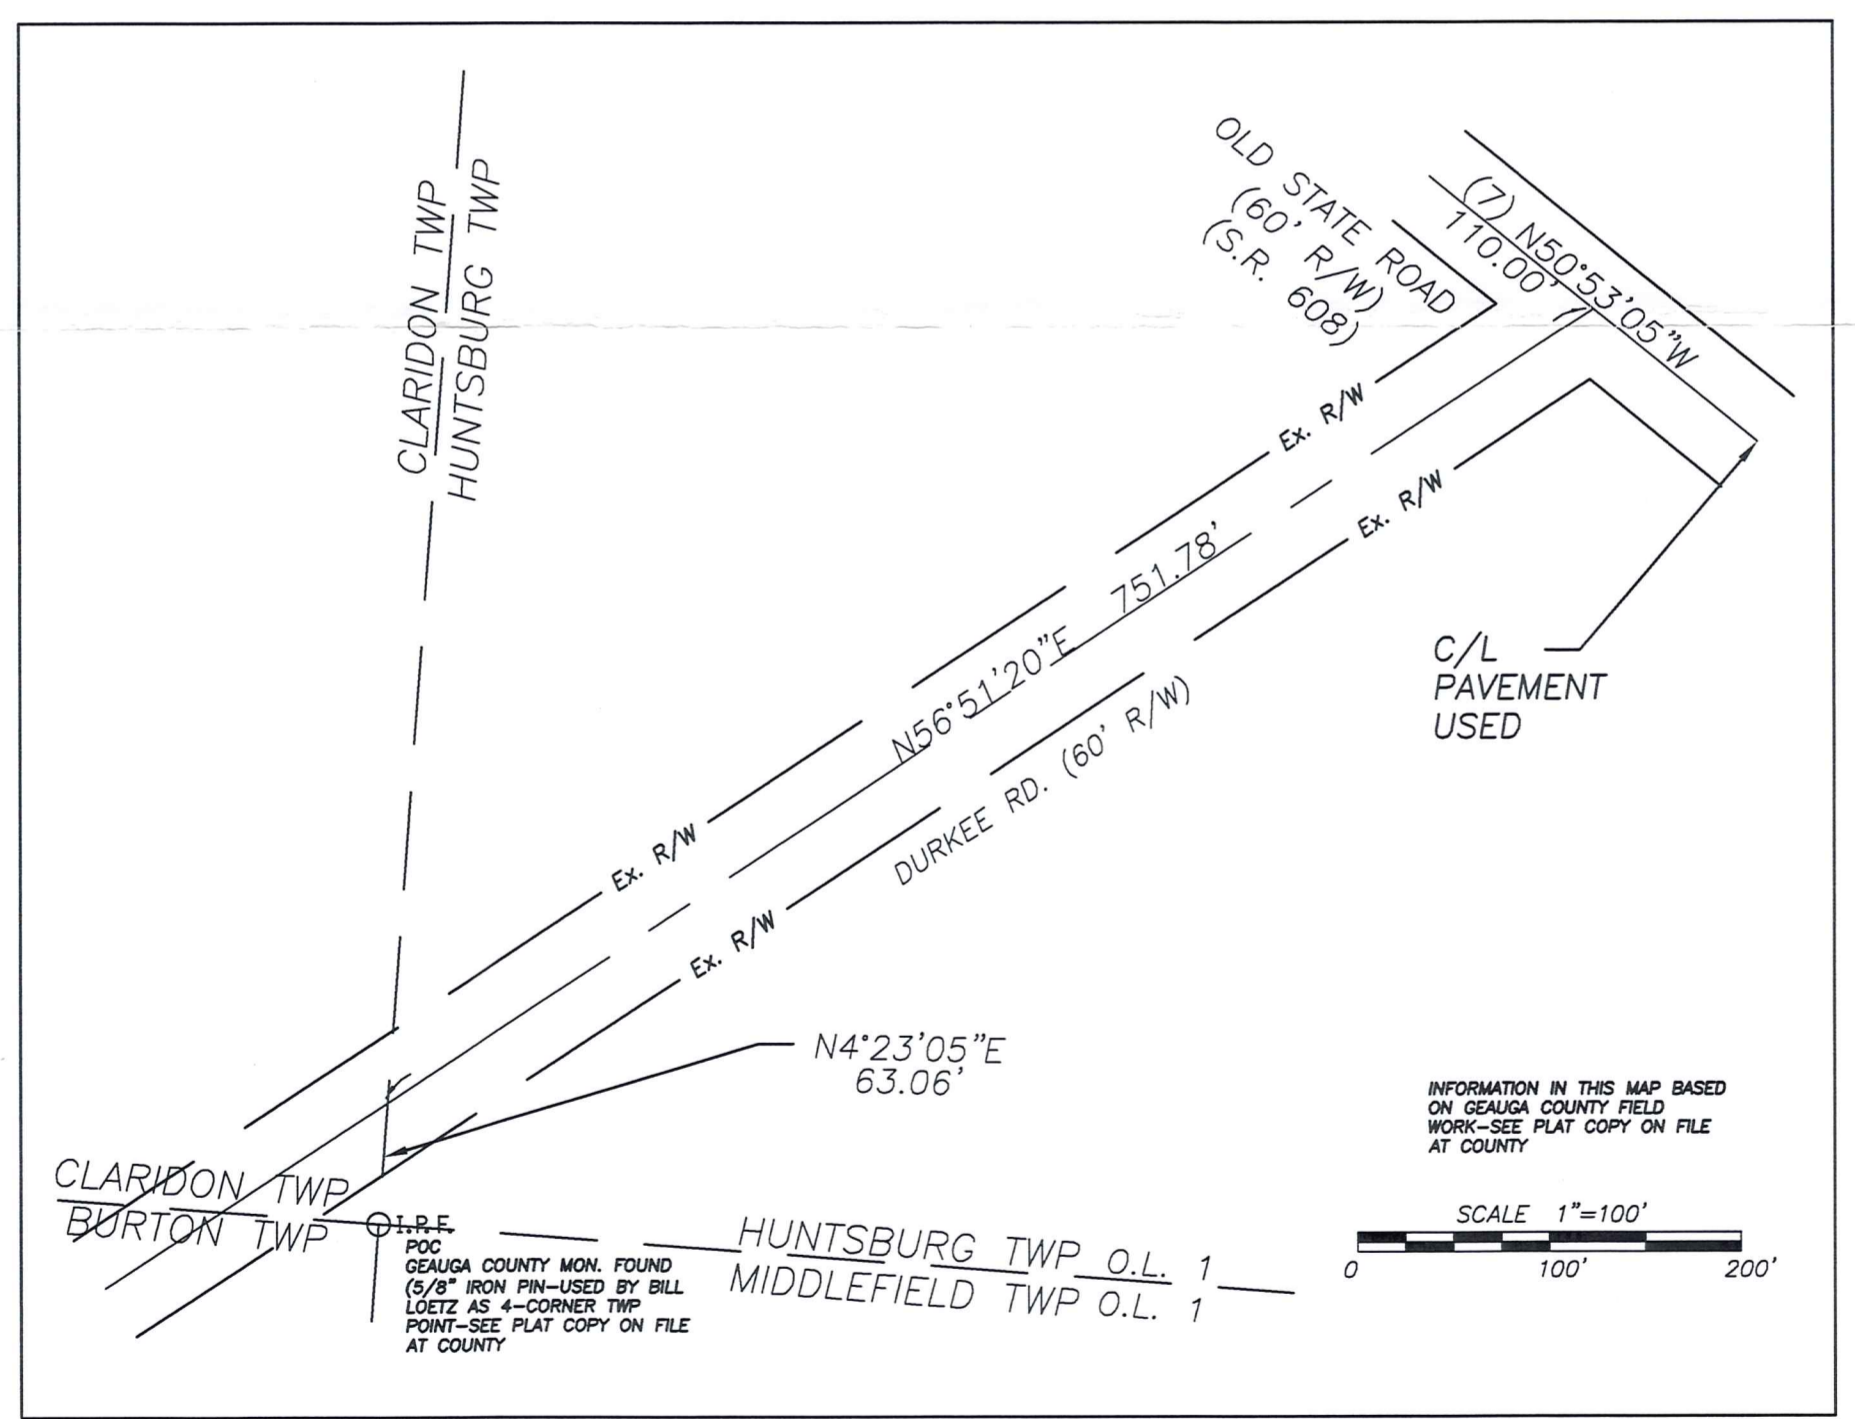 CLARIDON TWP
HUNTSBURG TWP
OLD STATE ROAD
(60' R/W)
(S.R. 608)
(7) N50°53'05"W
110.00'
Ex. R/W
Ex. R/W
N56°51'20"E 751.78'
DURKEE RD. (60' R/W)
Ex. R/W
Ex. R/W
C/L
PAVEMENT
USED
N4°23'05"E
63.06'
INFORMATION IN THIS MAP BASED
ON GEAUGA COUNTY FIELD
WORK-SEE PLAT COPY ON FILE
AT COUNTY
SCALE 1"=100'
0 100' 200'
CLARIDON TWP
BURTON TWP
I.P.F.
POC
GEAUGA COUNTY MON. FOUND
(5/8" IRON PIN-USED BY BILL
LOETZ AS 4-CORNER TWP
POINT-SEE PLAT COPY ON FILE
AT COUNTY
HUNTSBURG TWP O.L. 1
MIDDLEFIELD TWP O.L. 1